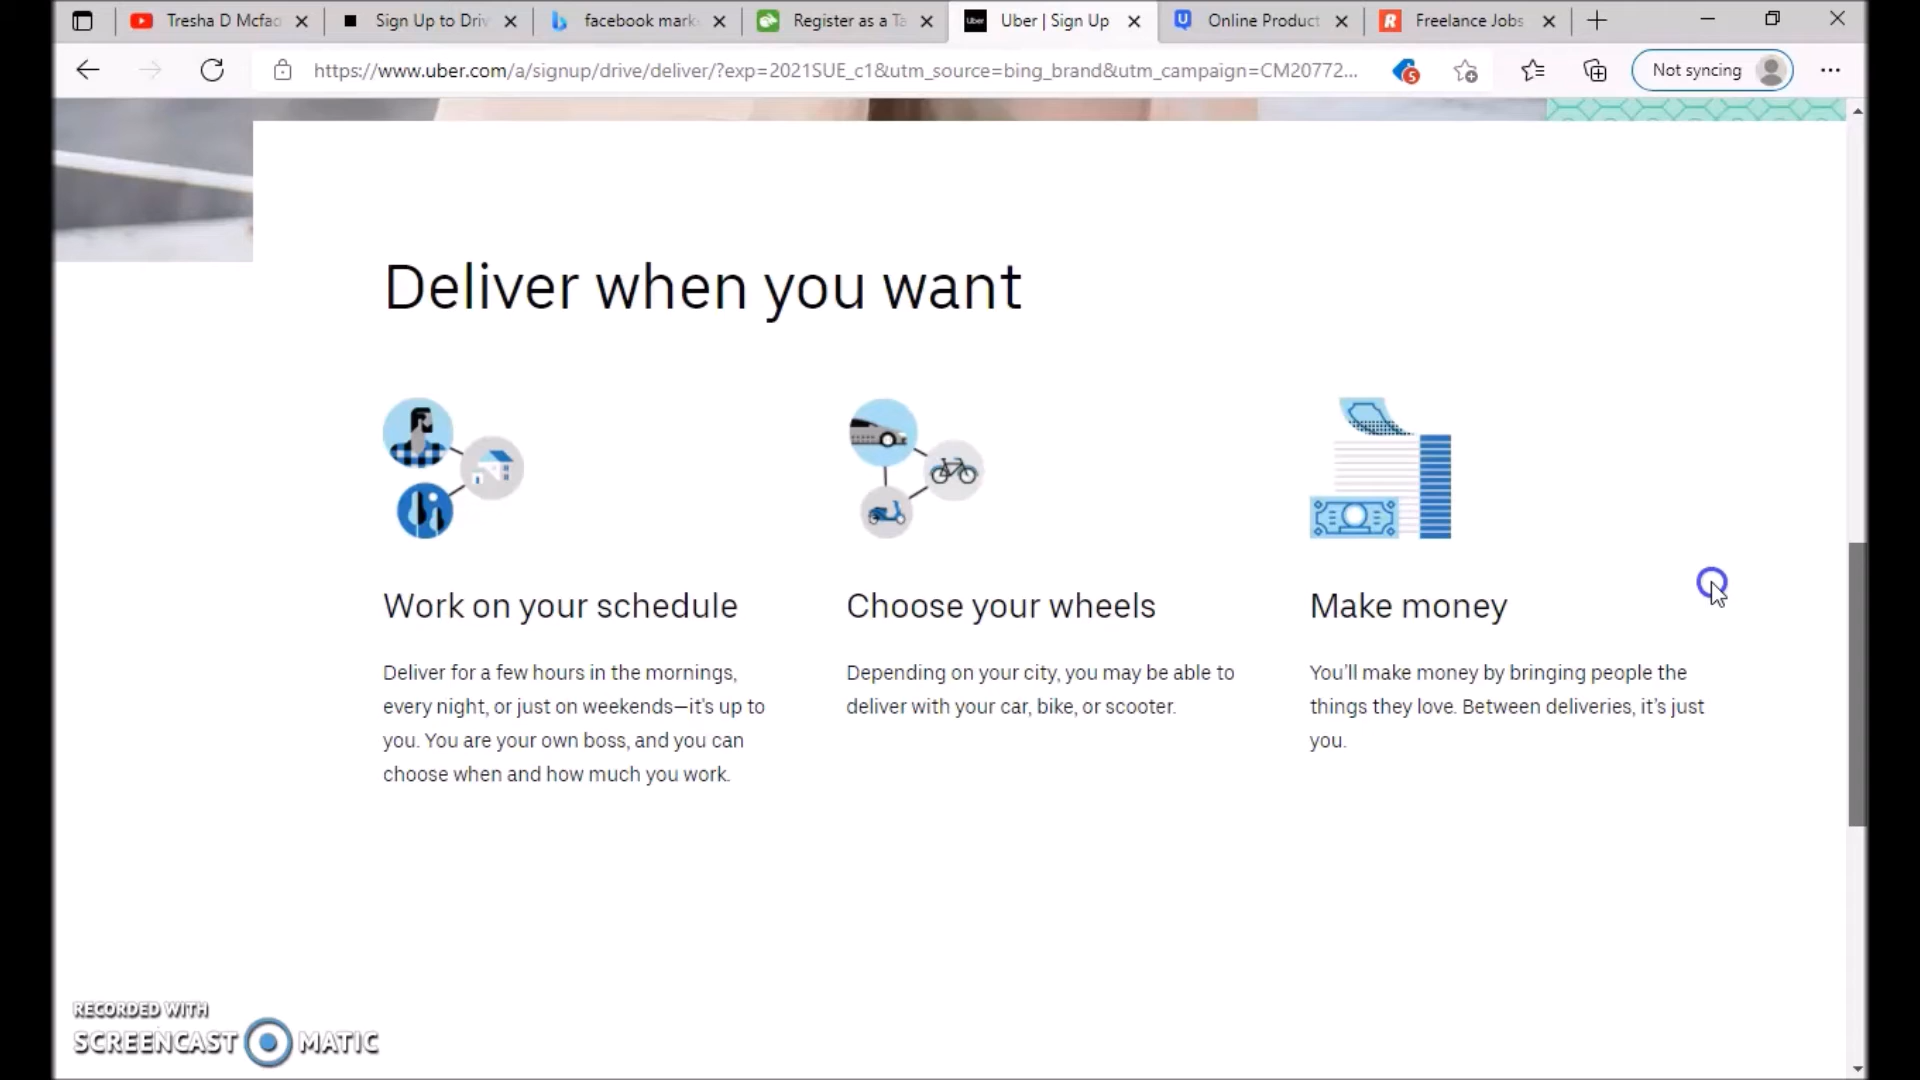 Tresha D Mcfa
Sign Up to Driv
facebook mark
Register as a Ta
Uber
Uber | Sign Up
Online Product
Freelance Jobs
https://www.uber.com/a/signup/drive/deliver/?exp=2021SUE_c1&utm_source=bing_brand&utm_campaign=CM20772...
5
Not syncing
Deliver when you want
Work on your schedule
Deliver for a few hours in the mornings,
every night, or just on weekends—it's up to
you. You are your own boss, and you can
choose when and how much you work.
Choose your wheels
Depending on your city, you may be able to
deliver with your car, bike, or scooter.
Make money
You'll make money by bringing people the
things they love. Between deliveries, it's just
you.
RECORDED WITH
SCREENCAST MATIC